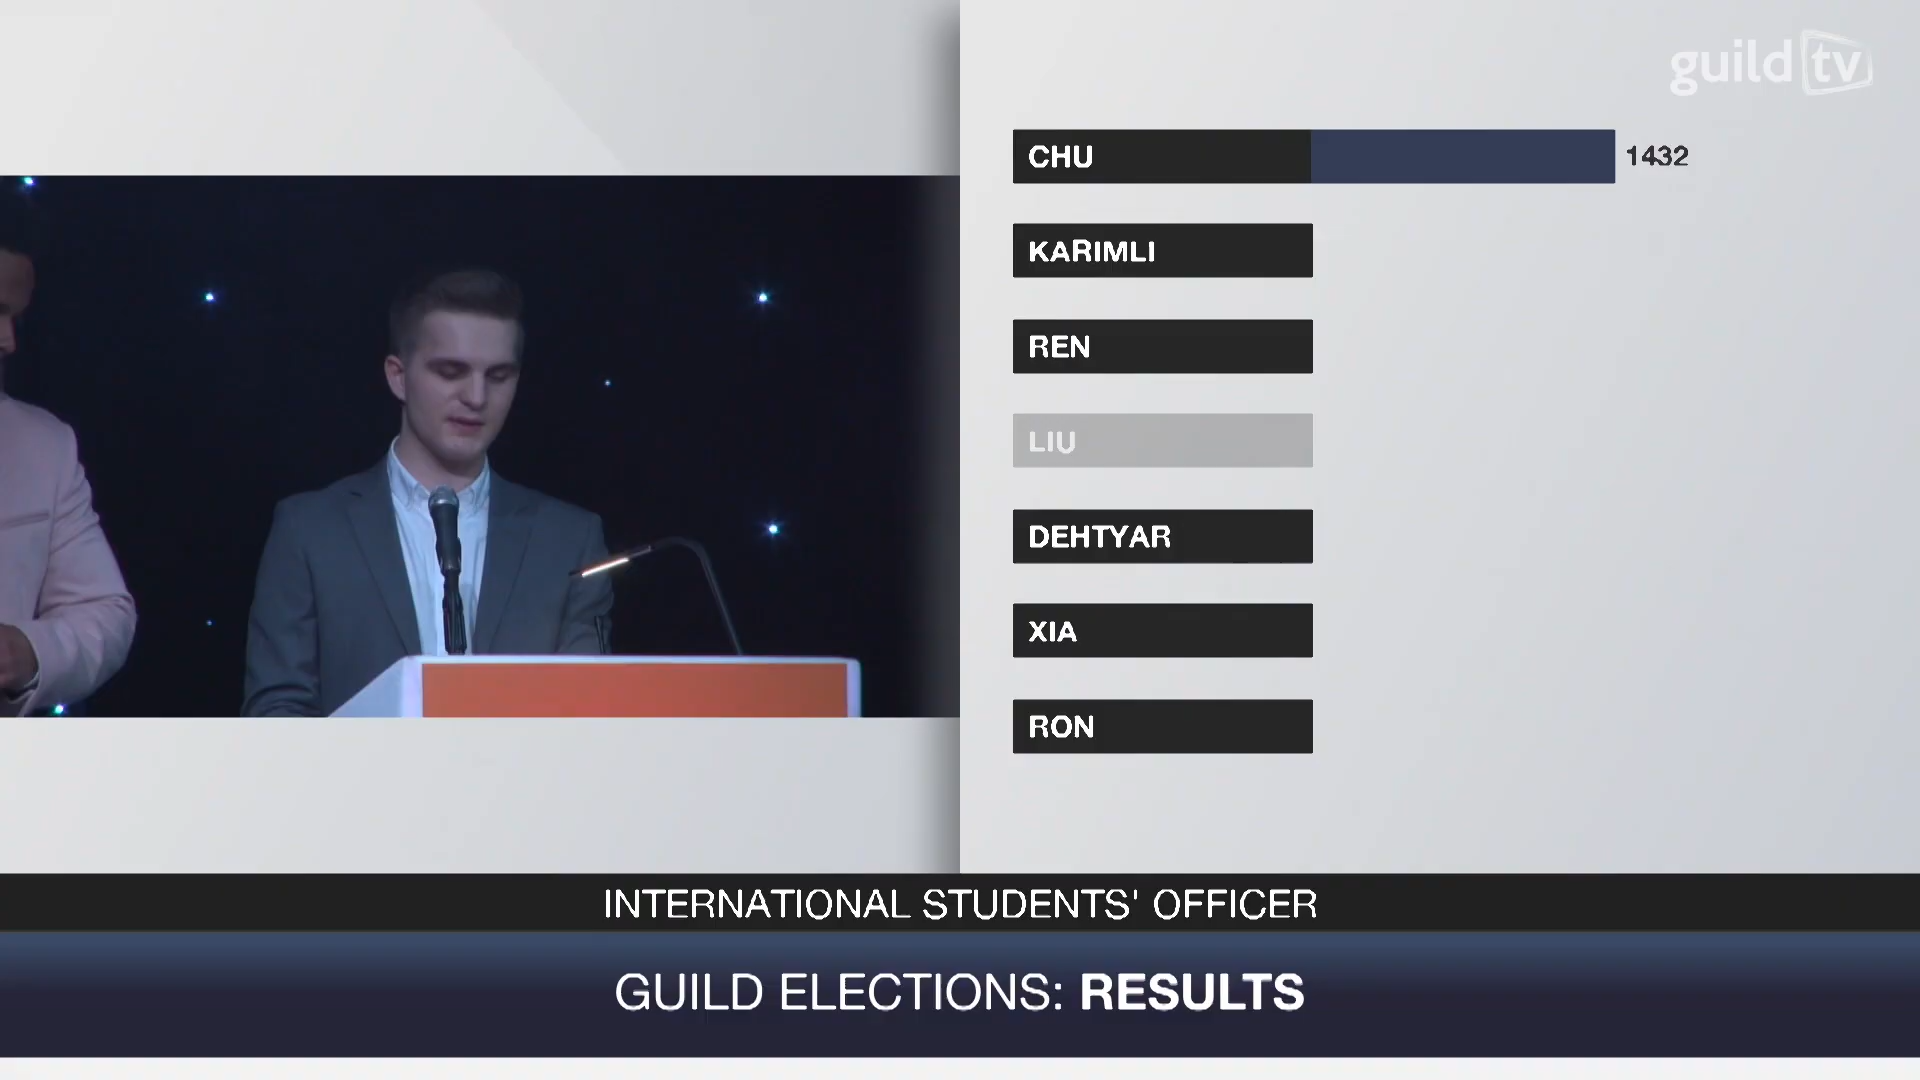 guild tv
CHU 1432
KARIMLI
REN
LIU
DEHTYAR
XIA
RON
INTERNATIONAL STUDENTS' OFFICER
GUILD ELECTIONS: RESULTS